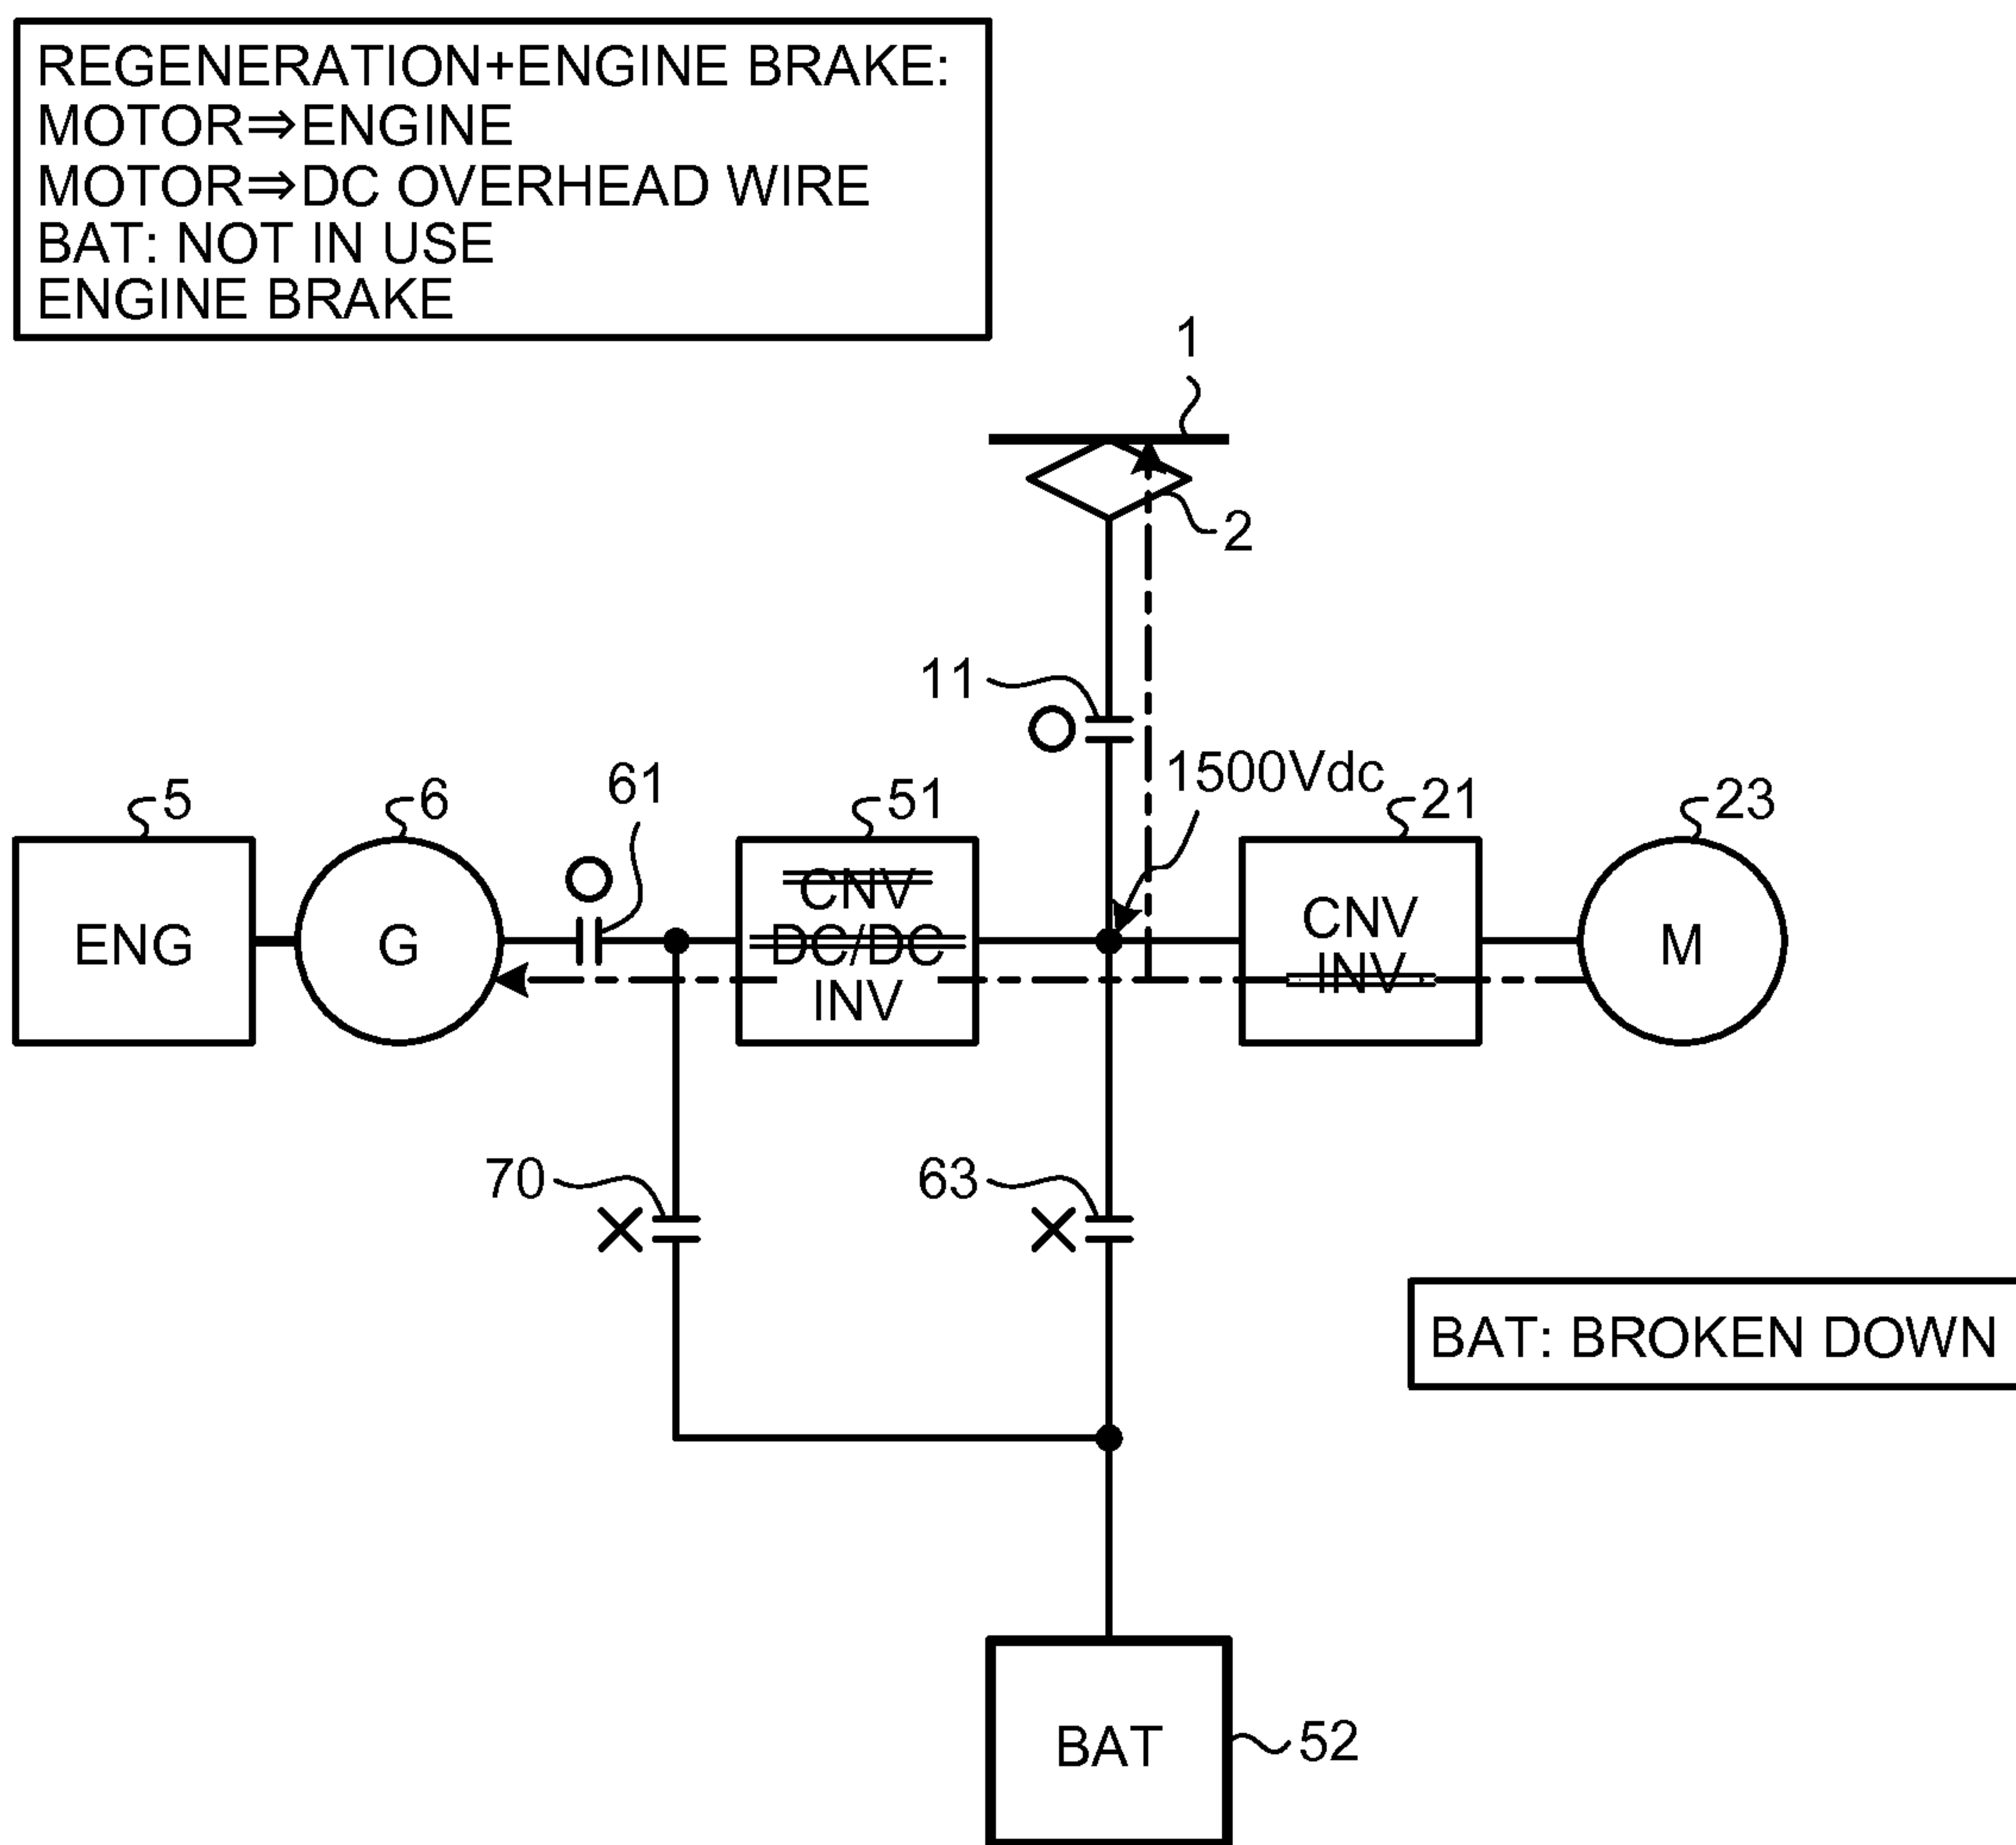 REGENERATION+ENGINE BRAKE:
MOTOR⇒ENGINE
MOTOR⇒DC OVERHEAD WIRE
BAT: NOT IN USE
ENGINE BRAKE
1
2
11
1500Vdc
5
6
61
51
21
23
ENG
G
CNV
DC/DC
INV
CNV
INV
M
70
63
BAT: BROKEN DOWN
BAT
52